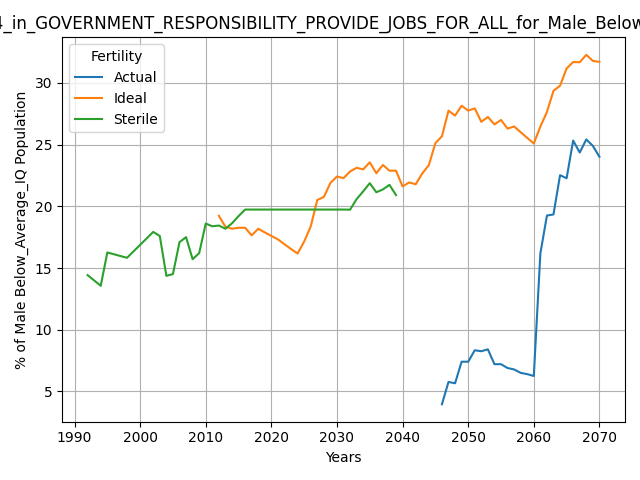 4_in_GOVERNMENT_RESPONSIBILITY_PROVIDE_JOBS_FOR_ALL_for_Male_Below
Fertility
Actual
Ideal
Sterile
% of Male Below_Average_IQ Population
30
25
20
15
10
5
1990 2000 2010 2020 2030 2040 2050 2060 2070
Years